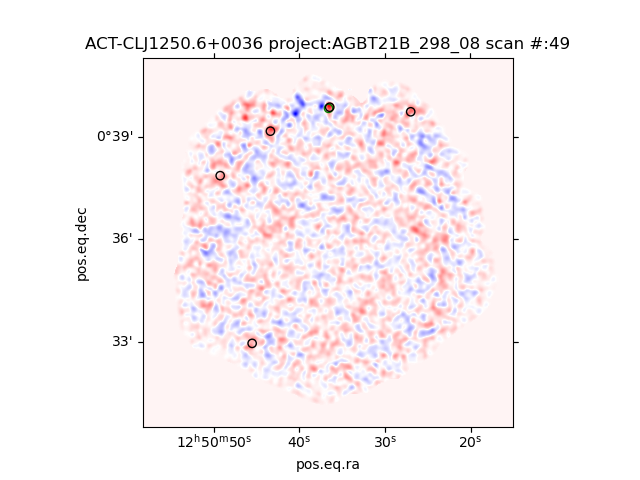 ACT-CLJ1250.6+0036 project:AGBT21B_298_08 scan #:49
0°39'
36'
33'
pos.eq.dec
12ʰ50ᵐ50ˢ 40ˢ 30ˢ 20ˢ
pos.eq.ra